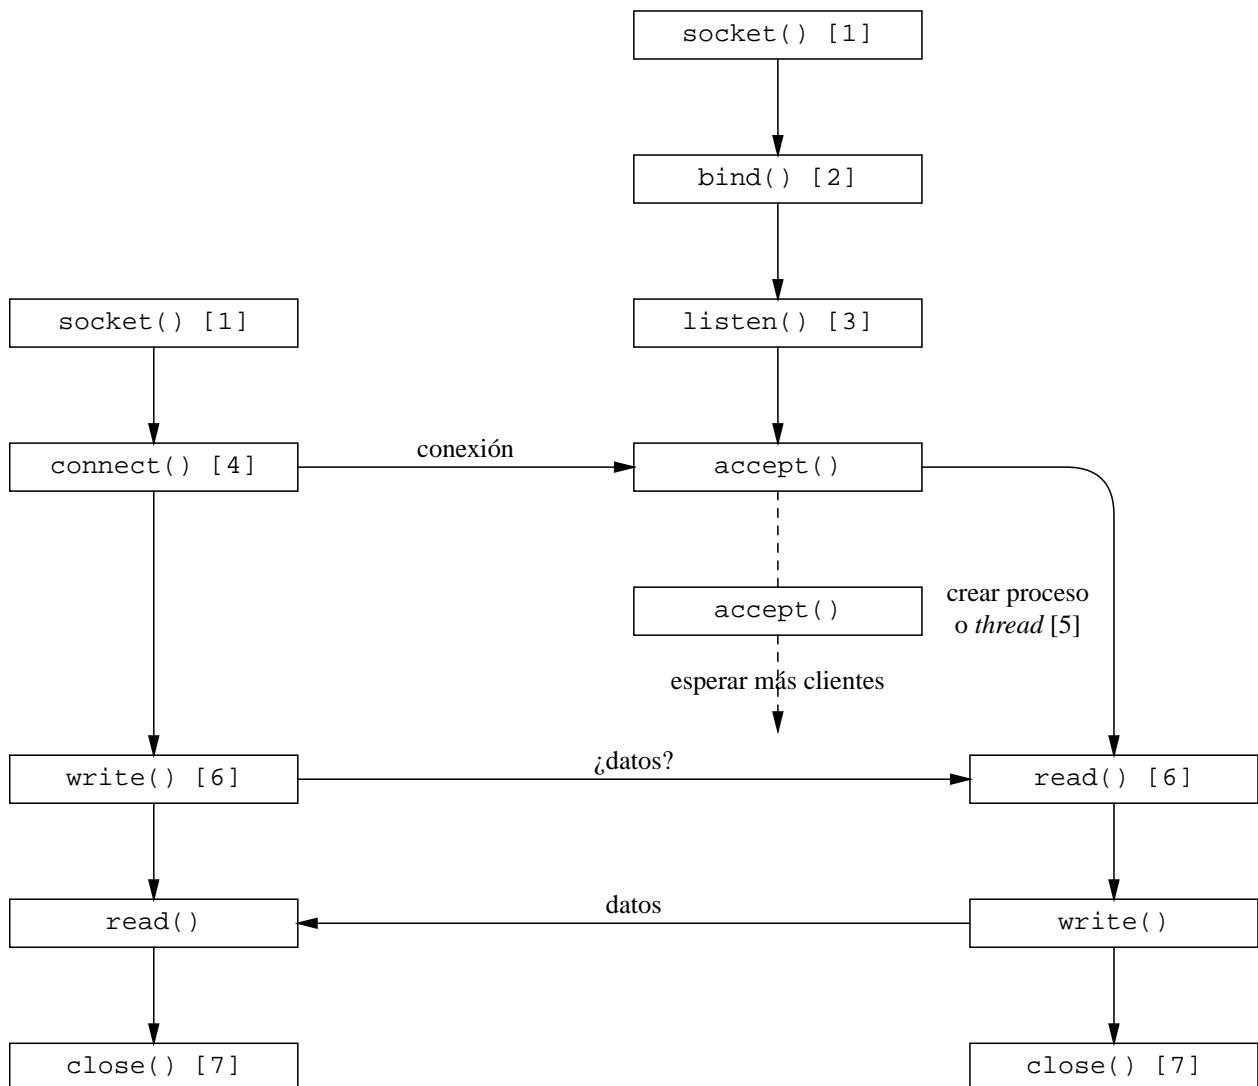 socket() [1]
bind() [2]
socket() [1]
listen() [3]
connect() [4]
conexión
accept()
accept()
crear proceso
o thread [5]
esperar más clientes
write() [6]
¿datos?
read() [6]
read()
datos
write()
close() [7]
close() [7]